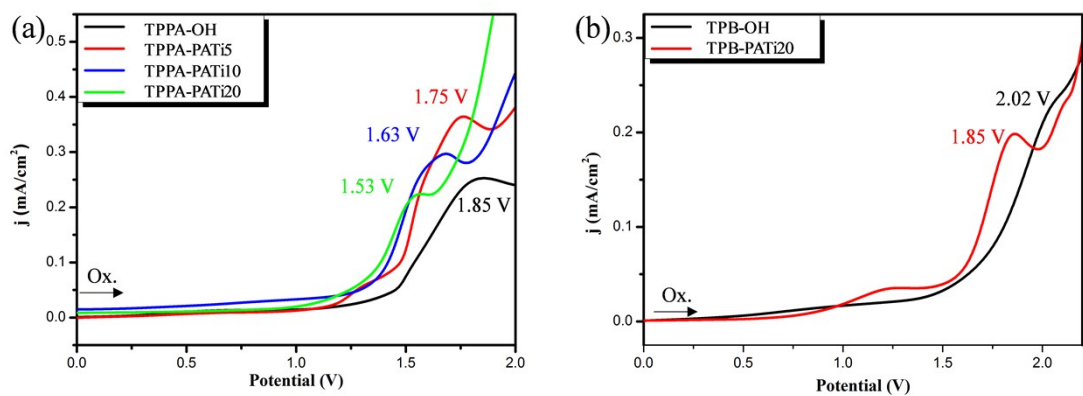 (a)
TPPA-OH
TPPA-PATi5
TPPA-PATi10
TPPA-PATi20
1.75 V
1.63 V
1.53 V
1.85 V
Ox.
j (mA/cm²)
0.5
0.4
0.3
0.2
0.1
0.0
0.0 0.5 1.0 1.5 2.0
Potential (V)
(b)
TPB-OH
TPB-PATi20
2.02 V
1.85 V
Ox.
j (mA/cm²)
0.3
0.2
0.1
0.0
0.0 0.5 1.0 1.5 2.0
Potential (V)